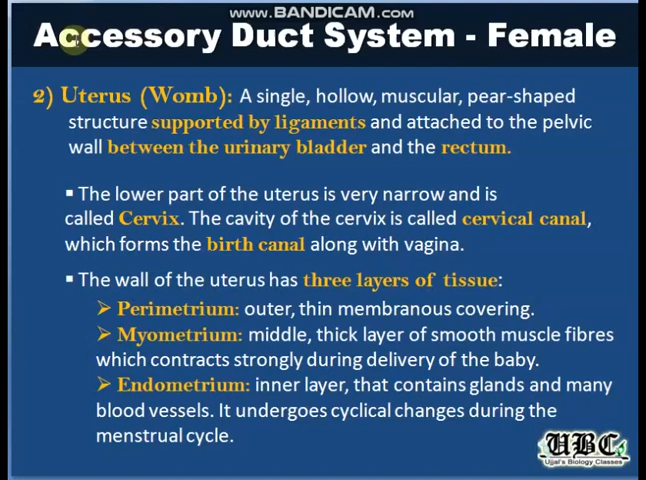 www.BANDICAM.com
Accessory Duct System - Female
2) Uterus (Womb): A single, hollow, muscular, pear-shaped
structure supported by ligaments and attached to the pelvic
wall between the urinary bladder and the rectum.
▪ The lower part of the uterus is very narrow and is
called Cervix. The cavity of the cervix is called cervical canal,
which forms the birth canal along with vagina.
▪ The wall of the uterus has three layers of tissue:
➢ Perimetrium: outer, thin membranous covering.
➢ Myometrium: middle, thick layer of smooth muscle fibres
which contracts strongly during delivery of the baby.
➢ Endometrium: inner layer, that contains glands and many
blood vessels. It undergoes cyclical changes during the
menstrual cycle.
UBC
Ujjal's Biology Classes